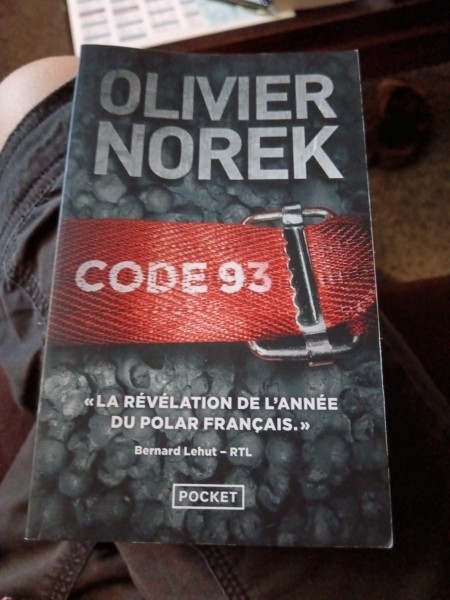 OLIVIER
NOREK
CODE 93
« LA RÉVÉLATION DE L'ANNÉE
DU POLAR FRANÇAIS. »
Bernard Lehut – RTL
POCKET